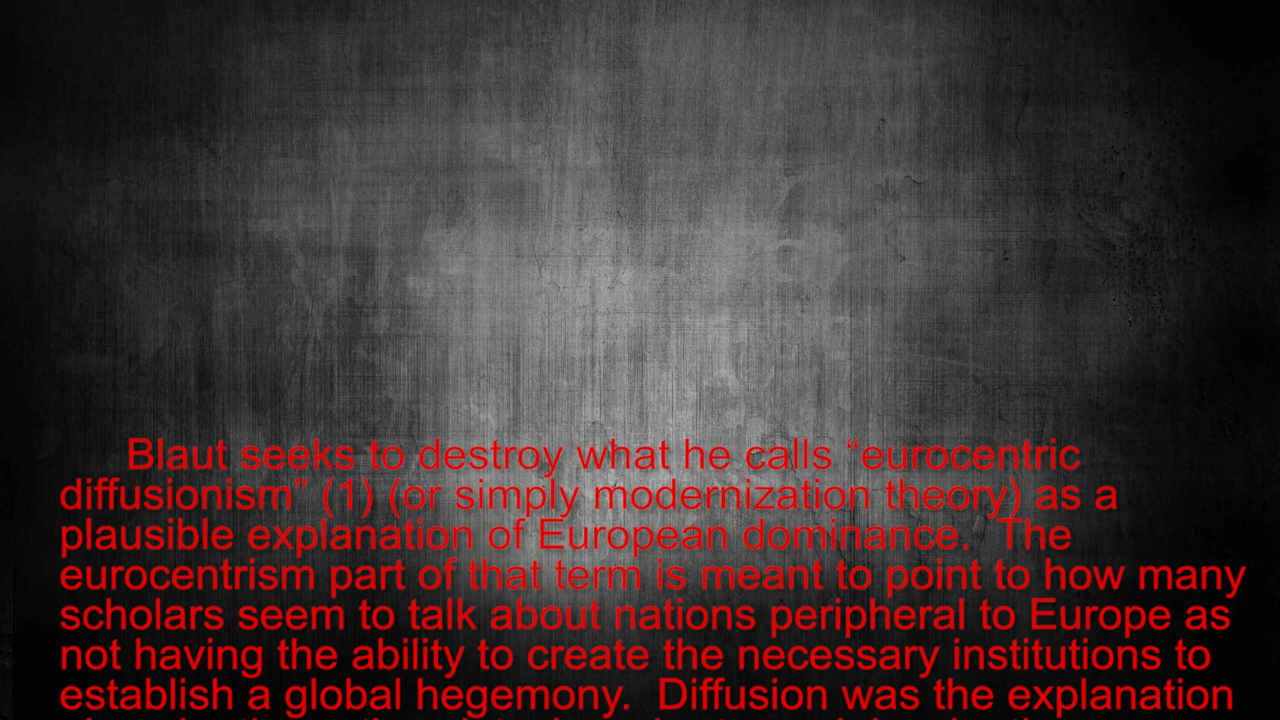 Blaut seeks to destroy what he calls “eurocentric
diffusionism” (1) (or simply modernization theory) as a
plausible explanation of European dominance.  The
eurocentrism part of that term is meant to point to how many
scholars seem to talk about nations peripheral to Europe as
not having the ability to create the necessary institutions to
establish a global hegemony.  Diffusion was the explanation